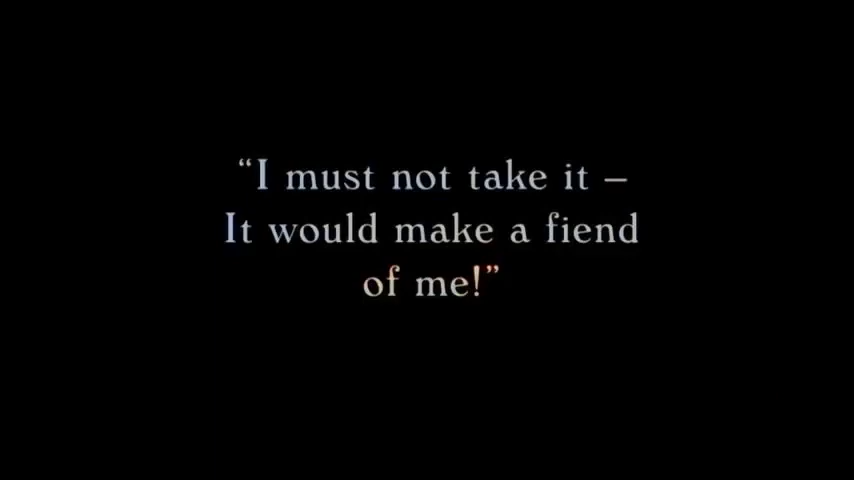 “I must not take it –
It would make a fiend
of me!”